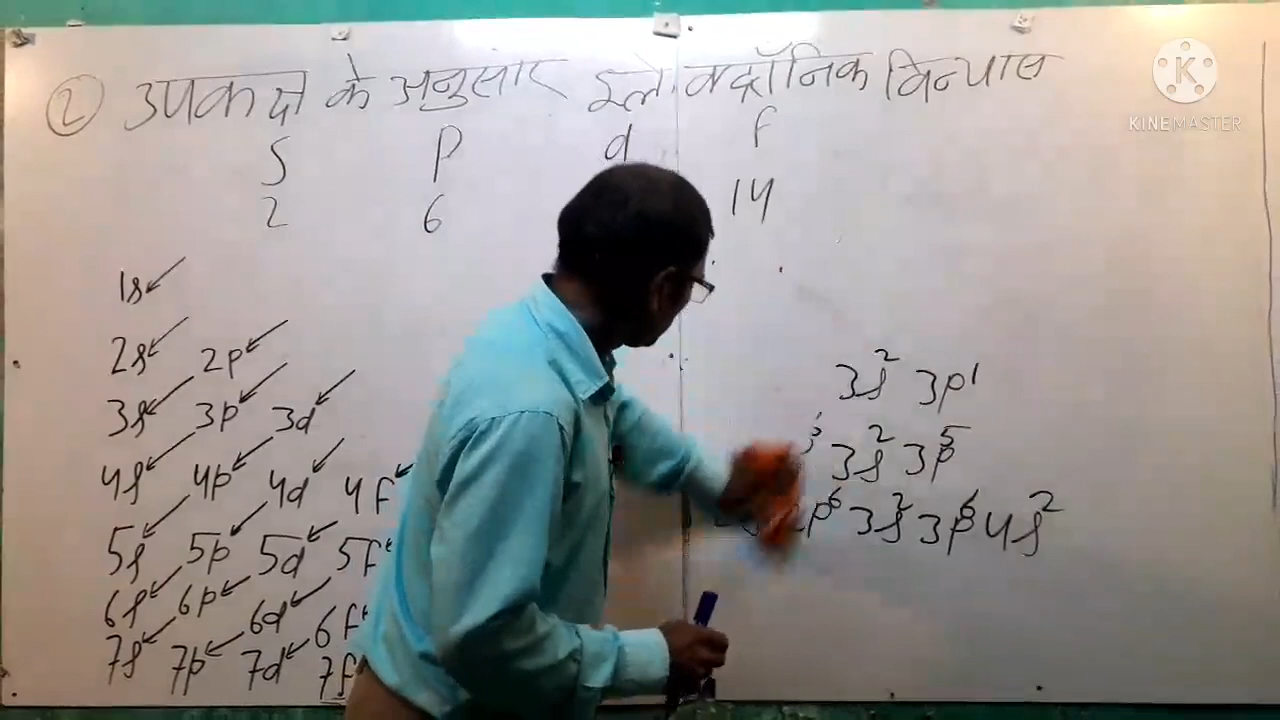 ② उपकक्ष के अनुसार इलेक्ट्रॉनिक विन्यास
KINEMASTER
S P d f
2 6 14
1s
2s 2p
3s 3p 3d
4s 4p 4d 4f
5s 5p 5d 5f
6s 6p 6d 6f
7s 7p 7d 7f
3s² 3p¹
3s² 3p⁵
p⁶ 3s² 3p⁶ 4s²